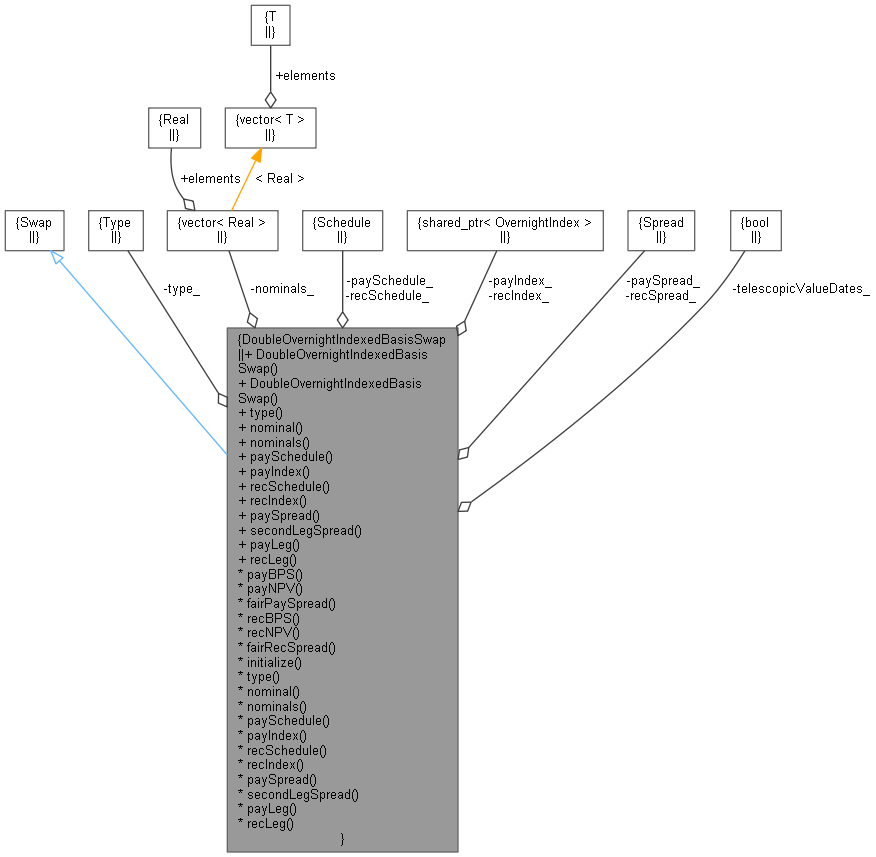 {T
||}
+elements
{Real
||}
{vector< T >
||}
+elements
< Real >
{Swap
||}
{Type
||}
{vector< Real >
||}
{Schedule
||}
{shared_ptr< OvernightIndex >
||}
{Spread
||}
{bool
||}
-type_
-nominals_
-paySchedule_
-recSchedule_
-payIndex_
-recIndex_
-paySpread_
-recSpread_
-telescopicValueDates_
{DoubleOvernightIndexedBasisSwap
||+ DoubleOvernightIndexedBasis
Swap()
+ DoubleOvernightIndexedBasis
Swap()
+ type()
+ nominal()
+ nominals()
+ paySchedule()
+ payIndex()
+ recSchedule()
+ recIndex()
+ paySpread()
+ secondLegSpread()
+ payLeg()
+ recLeg()
* payBPS()
* payNPV()
* fairPaySpread()
* recBPS()
* recNPV()
* fairRecSpread()
* initialize()
* type()
* nominal()
* nominals()
* paySchedule()
* payIndex()
* recSchedule()
* recIndex()
* paySpread()
* secondLegSpread()
* payLeg()
* recLeg()
}